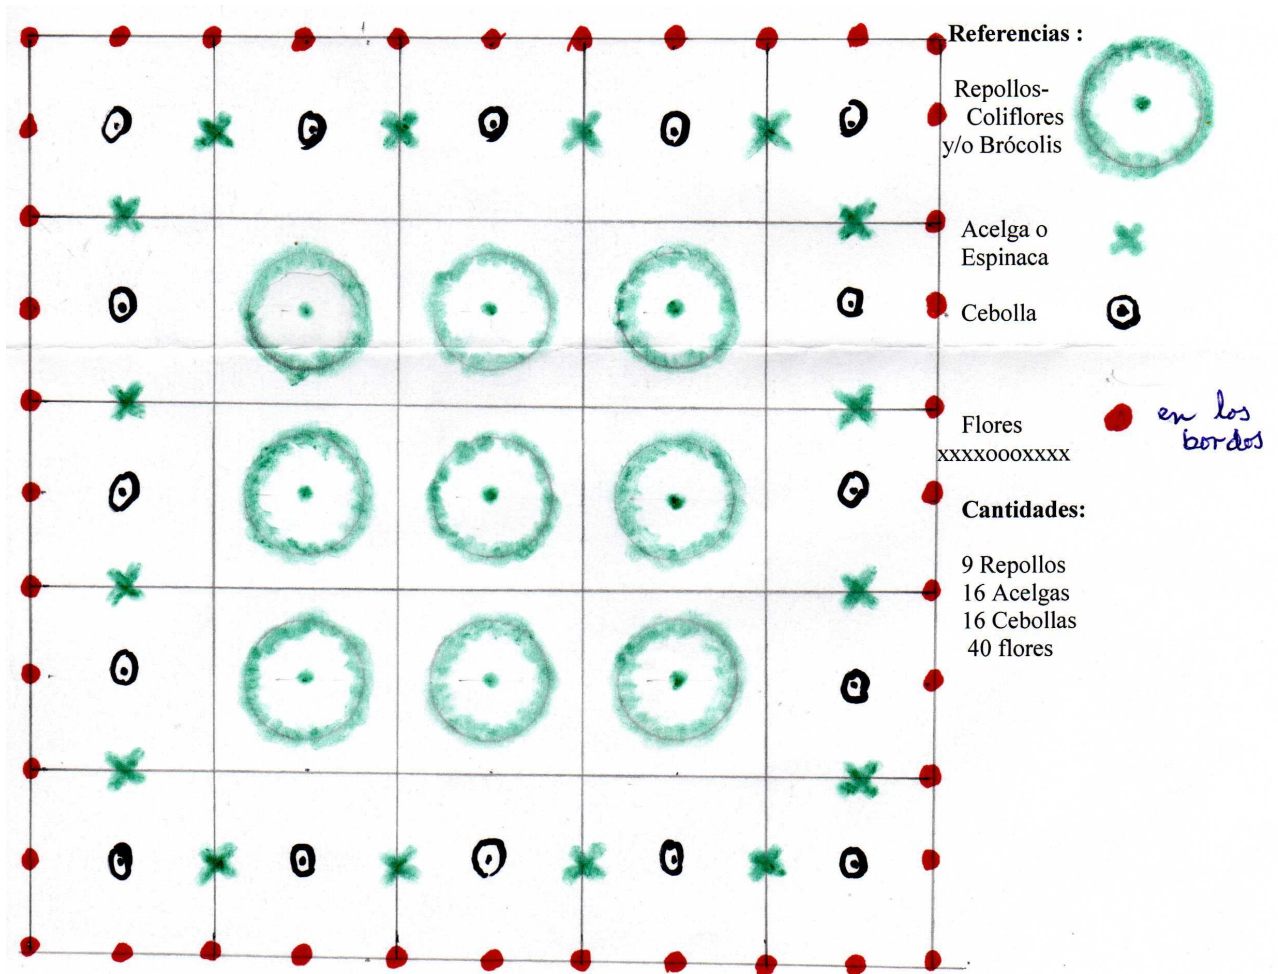 Referencias :
Repollos-
Coliflores
y/o Brócolis
Acelga o
Espinaca
Cebolla
Flores
xxxxoooxxxx
en los
bordos
Cantidades:
9 Repollos
16 Acelgas
16 Cebollas
40 flores